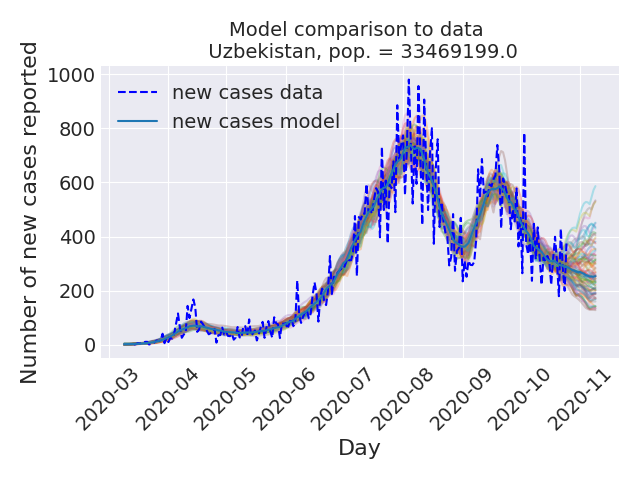 Model comparison to data
Uzbekistan, pop. = 33469199.0
Number of new cases reported
1000
800
600
400
200
0
new cases data
new cases model
2020-03
2020-04
2020-05
2020-06
2020-07
2020-08
2020-09
2020-10
2020-11
Day